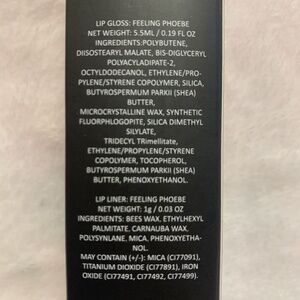 LIP GLOSS: FEELING PHOEBE
NET WEIGHT: 5.5ML / 0.19 FL OZ
INGREDIENTS:POLYBUTENE,
DIISOSTEARYL MALATE, BIS-DIGLYCERYL
POLYACYLADIPATE-2,
OCTYLDODECANOL, ETHYLENE/PRO-
PYLENE/STYRENE COPOLYMER, SILICA,
BUTYROSPERMUM PARKII (SHEA)
BUTTER,
MICROCRYSTALLINE WAX, SYNTHETIC
FLUORPHLOGOPITE, SILICA DIMETHYL
SILYLATE,
TRIDECYL TRImellitate,
ETHYLENE/PROPYLENE/STYRENE
COPOLYMER, TOCOPHEROL,
BUTYROSPERMUM PARKII (SHEA)
BUTTER, PHENOXYETHANOL.
LIP LINER: FEELING PHOEBE
NET WEIGHT: 1g / 0.03 OZ
INGREDIENTS: BEES WAX, ETHYLHEXYL
PALMITATE, CARNAUBA WAX,
POLYSYNLANE, MICA, PHENOXYETHA-
NOL.
MAY CONTAIN (+/-): MICA (CI77091),
TITANIUM DIOXIDE (CI77891), IRON
OXIDE (CI77491, CI77492, CI77499).